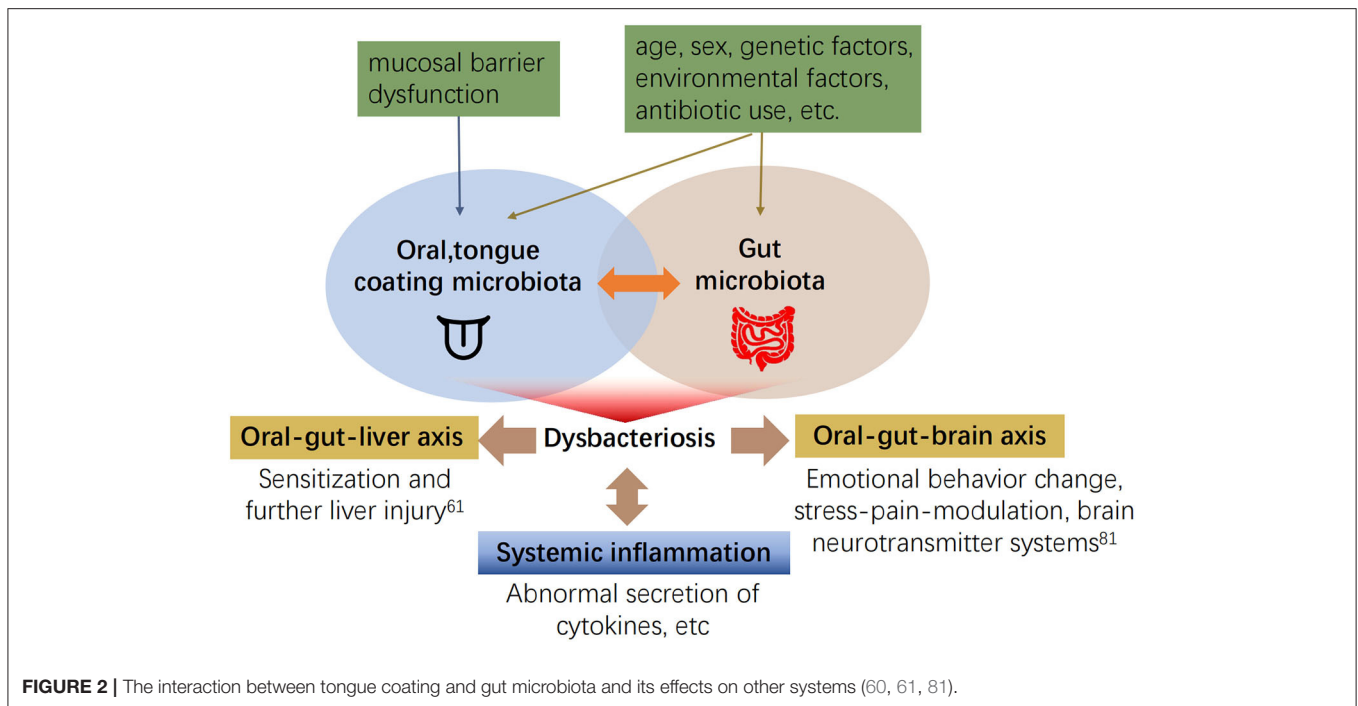 mucosal barrier
dysfunction
age, sex, genetic factors,
environmental factors,
antibiotic use, etc.
Oral,tongue
coating microbiota
Gut
microbiota
Oral-gut-liver axis
Sensitization and
further liver injury61
Dysbacteriosis
Oral-gut-brain axis
Emotional behavior change,
stress-pain-modulation, brain
neurotransmitter systems81
Systemic inflammation
Abnormal secretion of
cytokines, etc
FIGURE 2 | The interaction between tongue coating and gut microbiota and its effects on other systems (60, 61, 81).